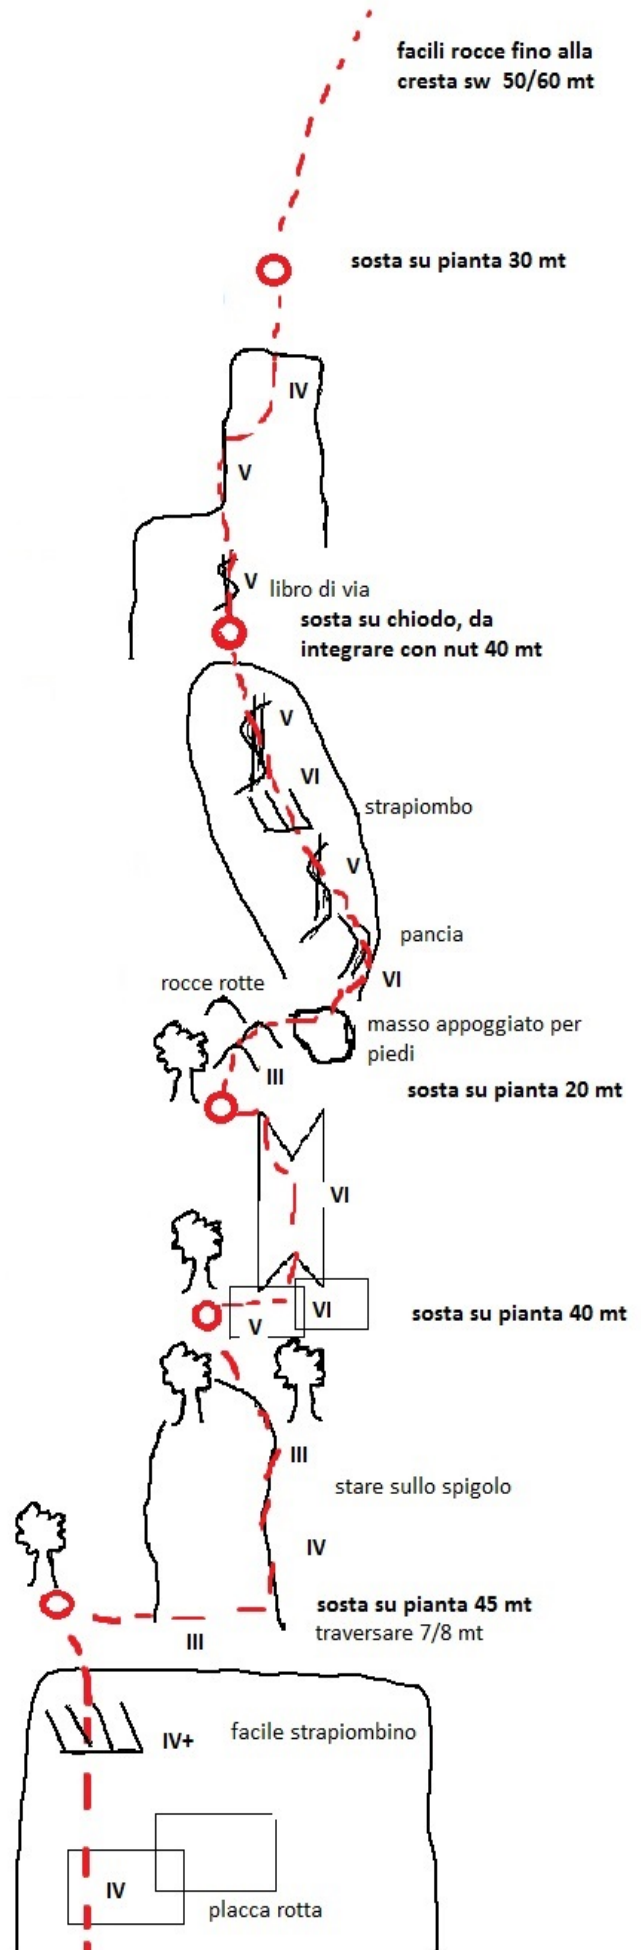 facili rocce fino alla
cresta sw 50/60 mt
sosta su pianta 30 mt
IV
V
V
libro di via
sosta su chiodo, da
integrare con nut 40 mt
V
VI
strapiombo
V
pancia
VI
rocce rotte
masso appoggiato per
piedi
III
sosta su pianta 20 mt
VI
VI
V
sosta su pianta 40 mt
III
stare sullo spigolo
IV
sosta su pianta 45 mt
traversare 7/8 mt
III
IV+
facile strapiombino
IV
placca rotta